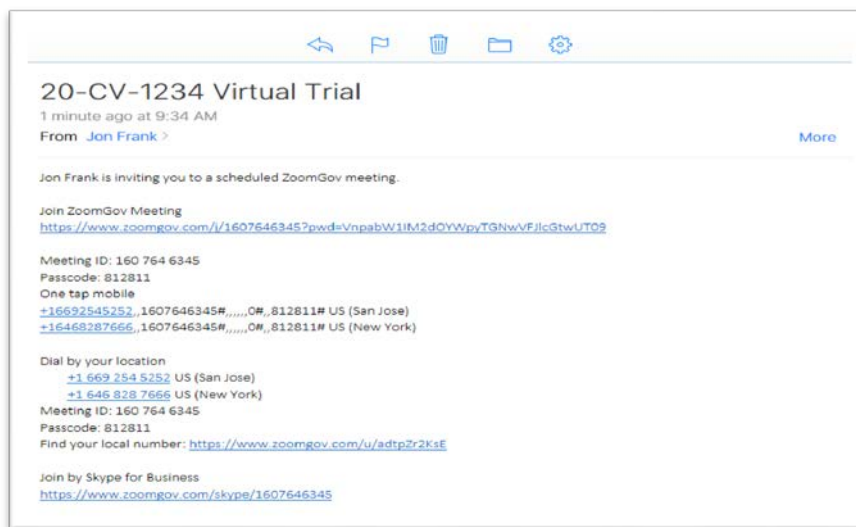 20-CV-1234 Virtual Trial
1 minute ago at 9:34 AM
From Jon Frank >
More
Jon Frank is inviting you to a scheduled ZoomGov meeting.
Join ZoomGov Meeting
https://www.zoomgov.com/j/1607646345?pwd=VnpabW1IM2dOYWpyTGNwVFJlcGtwUT09
Meeting ID: 160 764 6345
Passcode: 812811
One tap mobile
+16692545252,,1607646345#,,,,,,0#,,812811# US (San Jose)
+16468287666,,1607646345#,,,,,,0#,,812811# US (New York)
Dial by your location
+1 669 254 5252 US (San Jose)
+1 646 828 7666 US (New York)
Meeting ID: 160 764 6345
Passcode: 812811
Find your local number: https://www.zoomgov.com/u/adtpZr2KsE
Join by Skype for Business
https://www.zoomgov.com/skype/1607646345